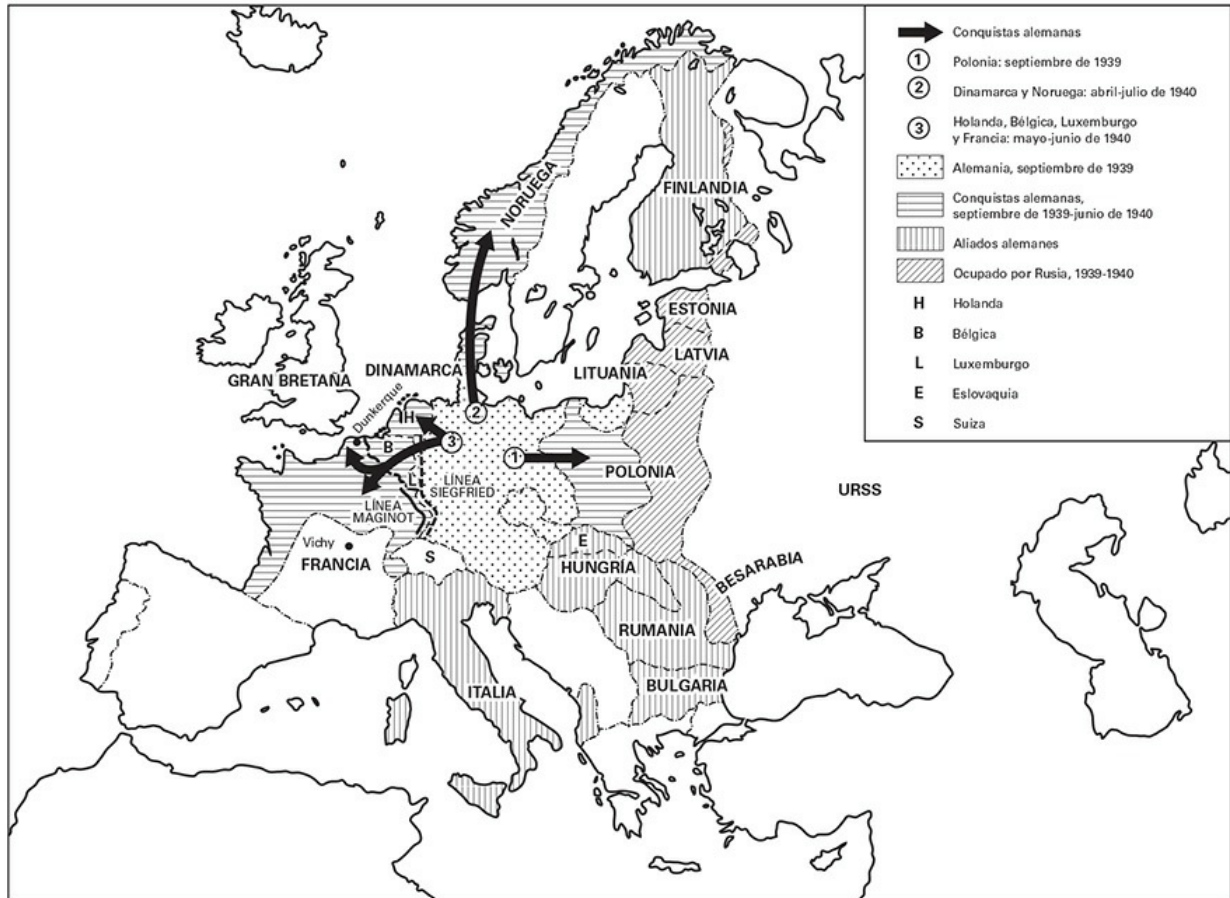 Conquistas alemanas
1 Polonia: septiembre de 1939
2 Dinamarca y Noruega: abril-julio de 1940
3 Holanda, Bélgica, Luxemburgo
y Francia: mayo-junio de 1940
Alemania, septiembre de 1939
Conquistas alemanas,
septiembre de 1939-junio de 1940
Aliados alemanes
Ocupado por Rusia, 1939-1940
H Holanda
B Bélgica
L Luxemburgo
E Eslovaquia
S Suiza
NORUEGA
FINLANDIA
ESTONIA
LATVIA
LITUANIA
DINAMARCA
GRAN BRETAÑA
Dunkerque
H
2
3
B
1
POLONIA
L
LÍNEA
SIEGFRIED
LÍNEA
MAGINOT
URSS
Vichy
FRANCIA
S
E
HUNGRÍA
BESARABIA
RUMANIA
ITALIA
BULGARIA